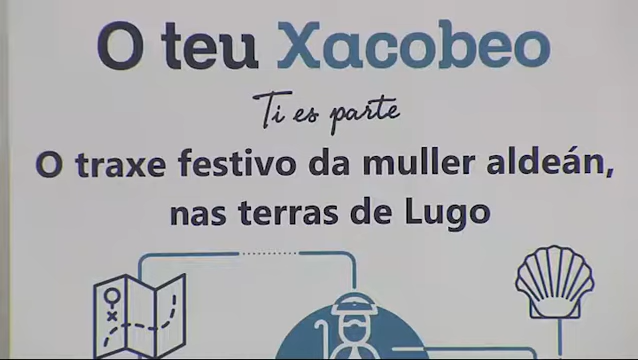 O teu Xacobeo
Ti es parte
O traxe festivo da muller aldeán,
nas terras de Lugo